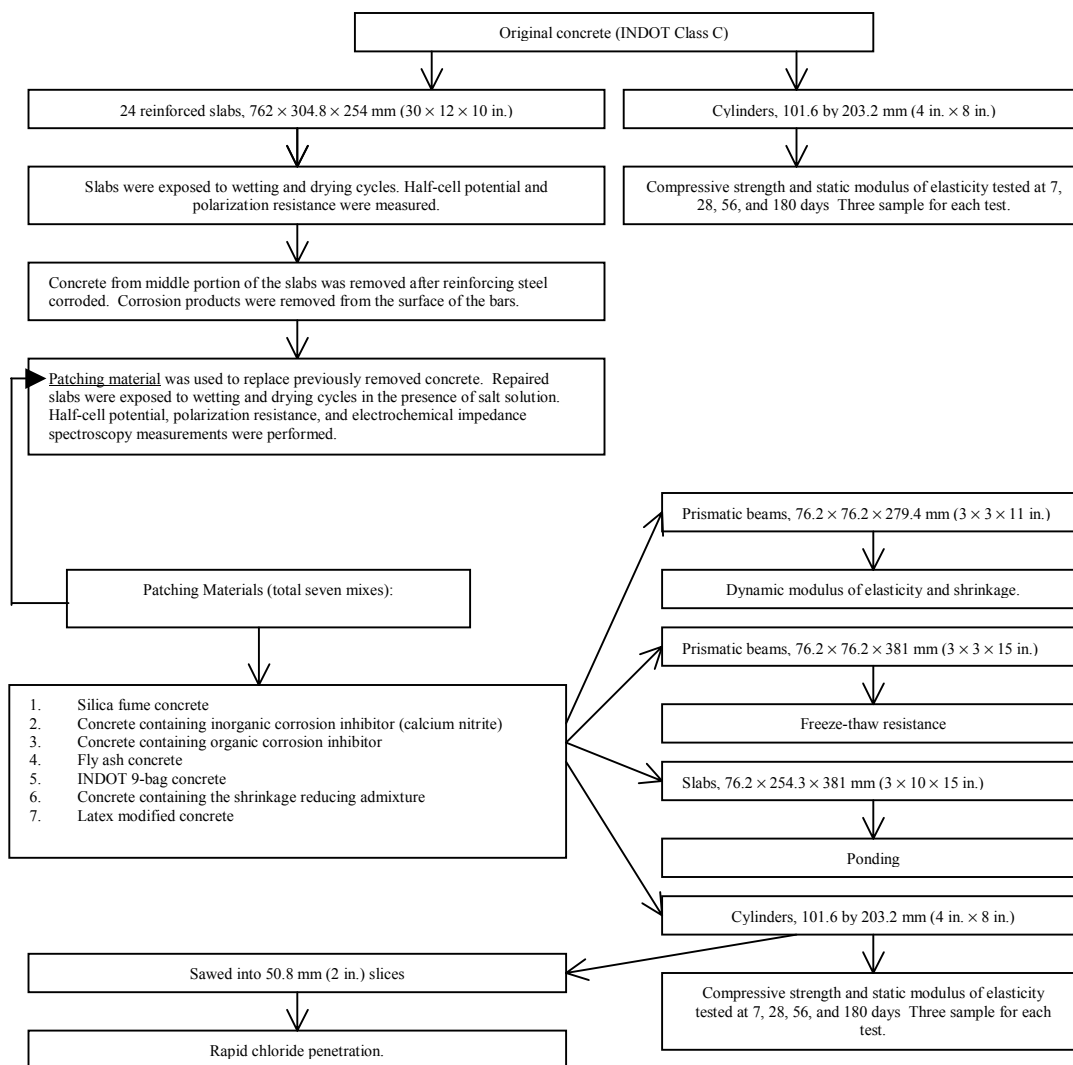 Original concrete (INDOT Class C)
24 reinforced slabs, 762 × 304.8 × 254 mm (30 × 12 × 10 in.)
Cylinders, 101.6 by 203.2 mm (4 in. × 8 in.)
Slabs were exposed to wetting and drying cycles. Half-cell potential and
polarization resistance were measured.
Compressive strength and static modulus of elasticity tested at 7,
28, 56, and 180 days  Three sample for each test.
Concrete from middle portion of the slabs was removed after reinforcing steel
corroded.  Corrosion products were removed from the surface of the bars.
Patching material was used to replace previously removed concrete.  Repaired
slabs were exposed to wetting and drying cycles in the presence of salt solution.
Half-cell potential, polarization resistance, and electrochemical impedance
spectroscopy measurements were performed.
Patching Materials (total seven mixes):
1. Silica fume concrete
2. Concrete containing inorganic corrosion inhibitor (calcium nitrite)
3. Concrete containing organic corrosion inhibitor
4. Fly ash concrete
5. INDOT 9-bag concrete
6. Concrete containing the shrinkage reducing admixture
7. Latex modified concrete
Prismatic beams, 76.2 × 76.2 × 279.4 mm (3 × 3 × 11 in.)
Dynamic modulus of elasticity and shrinkage.
Prismatic beams, 76.2 × 76.2 × 381 mm (3 × 3 × 15 in.)
Freeze-thaw resistance
Slabs, 76.2 × 254.3 × 381 mm (3 × 10 × 15 in.)
Ponding
Cylinders, 101.6 by 203.2 mm (4 in. × 8 in.)
Sawed into 50.8 mm (2 in.) slices
Compressive strength and static modulus of elasticity
tested at 7, 28, 56, and 180 days  Three sample for each
test.
Rapid chloride penetration.